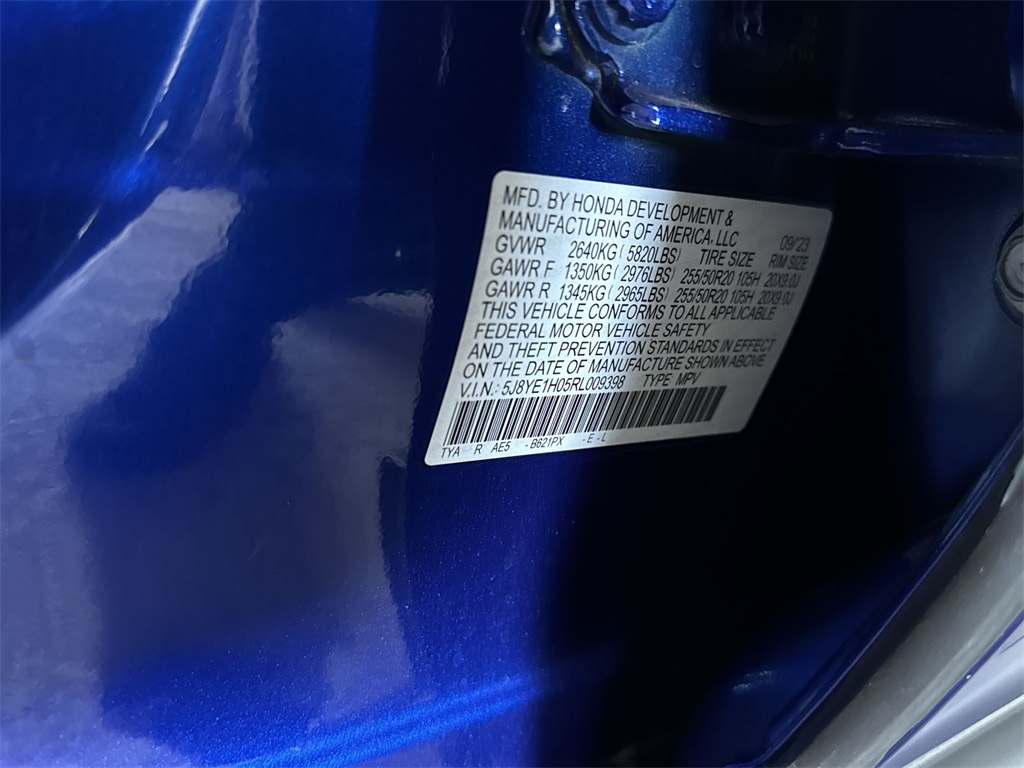 MFD. BY HONDA DEVELOPMENT &
MANUFACTURING OF AMERICA, LLC 09/'23
GVWR 2640KG ( 5820LBS) TIRE SIZE RIM SIZE
GAWR F 1350KG ( 2976LBS) 255/50R20 105H 20X9.0J
GAWR R 1345KG ( 2965LBS) 255/50R20 105H 20X9.0J
THIS VEHICLE CONFORMS TO ALL APPLICABLE
FEDERAL MOTOR VEHICLE SAFETY
AND THEFT PREVENTION STANDARDS IN EFFECT
ON THE DATE OF MANUFACTURE SHOWN ABOVE
V.I.N.: 5J8YE1H05RL009398 TYPE MPV
TYA R AE5 - B621PX - E - L